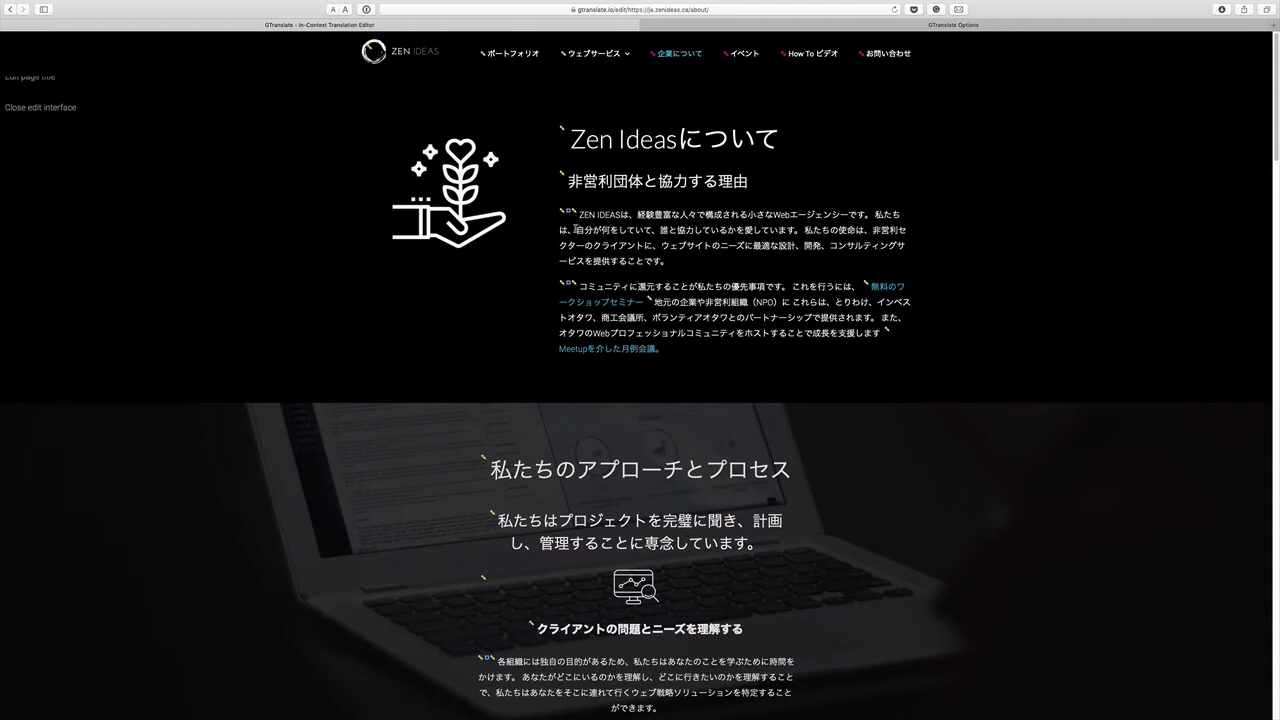 A A
gtranslate.io/edit/https://ja.zenideas.ca/about/
GTranslate - In-Context Translation Editor
GTranslate Options
ZEN IDEAS
ポートフォリオ
ウェブサービス
企業について
イベント
How To ビデオ
お問い合わせ
Edit page title
Close edit interface
Zen Ideasについて
非営利団体と協力する理由
ZEN IDEASは、経験豊富な人々で構成される小さなWebエージェンシーです。 私たち
は、自分が何をしていて、誰と協力しているかを愛しています。 私たちの使命は、非営利セ
クターのクライアントに、ウェブサイトのニーズに最適な設計、開発、コンサルティングサ
ービスを提供することです。
コミュニティに還元することが私たちの優先事項です。 これを行うには、 無料のワ
ークショップセミナー 地元の企業や非営利組織（NPO）に これらは、とりわけ、インベス
トオタワ、商工会議所、ボランティアオタワとのパートナーシップで提供されます。 また、
オタワのWebプロフェッショナルコミュニティをホストすることで成長を支援します
Meetupを介した月例会議。
私たちのアプローチとプロセス
私たちはプロジェクトを完璧に聞き、計画
し、管理することに専念しています。
クライアントの問題とニーズを理解する
各組織には独自の目的があるため、私たちはあなたのことを学ぶために時間を
かけます。 あなたがどこにいるのかを理解し、どこに行きたいのかを理解すること
で、私たちはあなたをそこに連れて行くウェブ戦略ソリューションを特定すること
ができます。